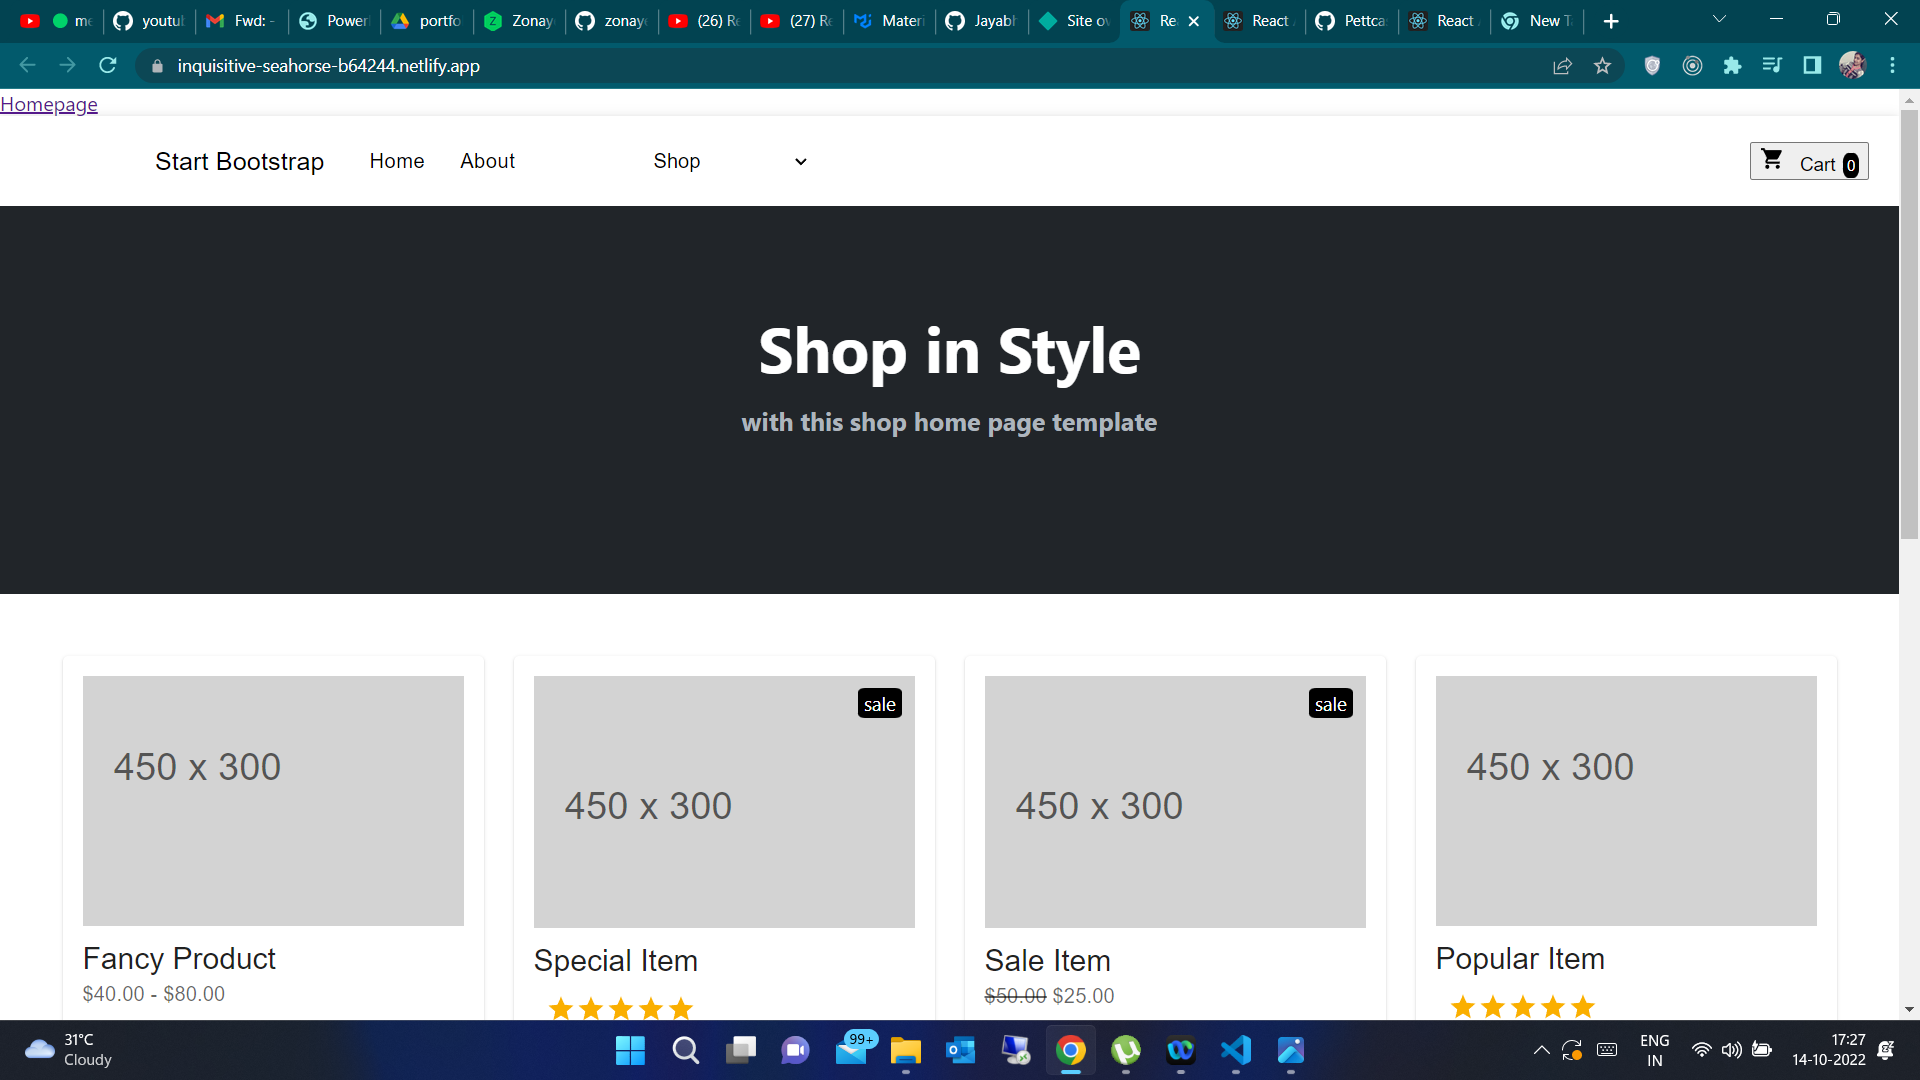 me
youtub
Fwd: -
Power
portfo
Zonay
zonay
(26) Re
(27) Re
Materi
Jayabh
Site ov
Re
React
Pettca
React
New T
inquisitive-seahorse-b64244.netlify.app
Homepage
Start Bootstrap
Home
About
Shop
Cart 0
Shop in Style
with this shop home page template
450 x 300
sale
450 x 300
sale
450 x 300
450 x 300
Fancy Product
$40.00 - $80.00
Special Item
Sale Item
$50.00 $25.00
Popular Item
31°C
Cloudy
99+
ENG
IN
17:27
14-10-2022